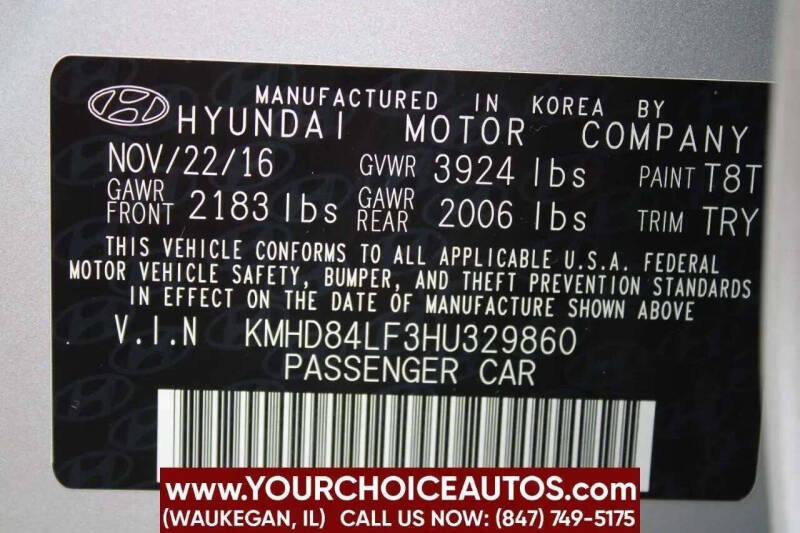 MANUFACTURED IN KOREA BY
HYUNDAI MOTOR COMPANY
NOV/22/16 GVWR 3924 lbs PAINT T8T
GAWR FRONT 2183 lbs GAWR REAR 2006 lbs TRIM TRY
THIS VEHICLE CONFORMS TO ALL APPLICABLE U.S.A. FEDERAL
MOTOR VEHICLE SAFETY, BUMPER, AND THEFT PREVENTION STANDARDS
IN EFFECT ON THE DATE OF MANUFACTURE SHOWN ABOVE
V.I.N KMHD84LF3HU329860
PASSENGER CAR
www.YOURCHOICEAUTOS.com
(WAUKEGAN, IL) CALL US NOW: (847) 749-5175